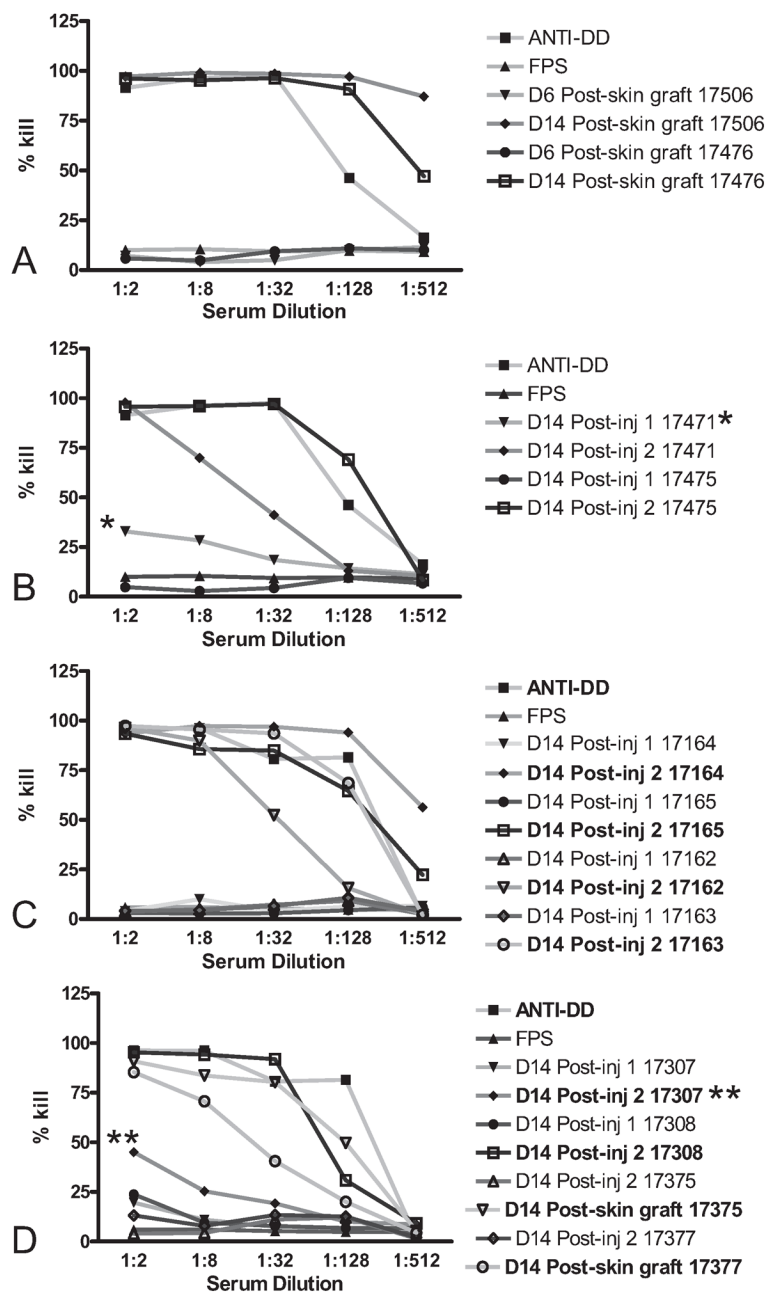 125
100
75
50
25
0
% kill
1:2 1:8 1:32 1:128 1:512
Serum Dilution
A
ANTI-DD
FPS
D6 Post-skin graft 17506
D14 Post-skin graft 17506
D6 Post-skin graft 17476
D14 Post-skin graft 17476
125
100
75
50
25
0
% kill
*
1:2 1:8 1:32 1:128 1:512
Serum Dilution
B
ANTI-DD
FPS
D14 Post-inj 1 17471*
D14 Post-inj 2 17471
D14 Post-inj 1 17475
D14 Post-inj 2 17475
125
100
75
50
25
0
% kill
1:2 1:8 1:32 1:128 1:512
Serum Dilution
C
ANTI-DD
FPS
D14 Post-inj 1 17164
D14 Post-inj 2 17164
D14 Post-inj 1 17165
D14 Post-inj 2 17165
D14 Post-inj 1 17162
D14 Post-inj 2 17162
D14 Post-inj 1 17163
D14 Post-inj 2 17163
125
100
75
50
25
0
% kill
**
1:2 1:8 1:32 1:128 1:512
Serum Dilution
D
ANTI-DD
FPS
D14 Post-inj 1 17307
D14 Post-inj 2 17307 **
D14 Post-inj 1 17308
D14 Post-inj 2 17308
D14 Post-inj 2 17375
D14 Post-skin graft 17375
D14 Post-inj 2 17377
D14 Post-skin graft 17377